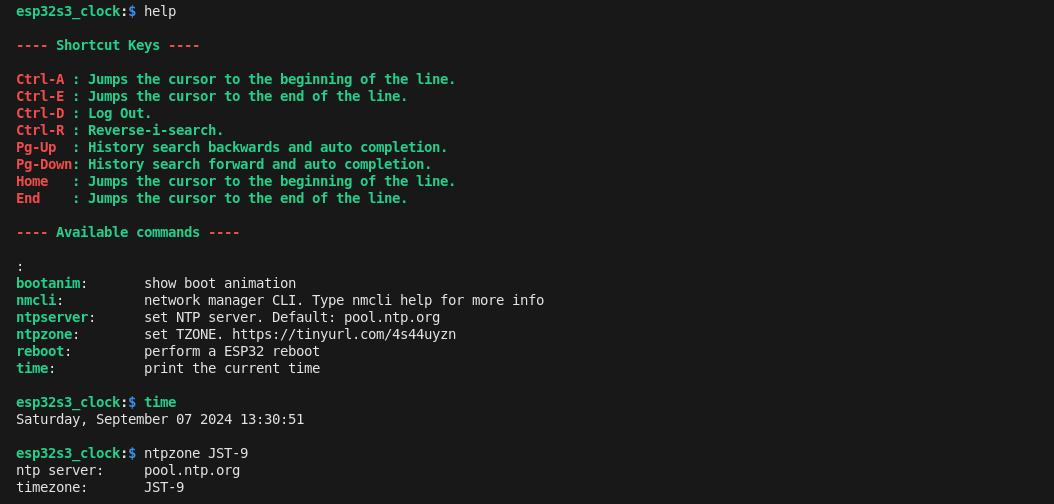 esp32s3_clock:$ help
---- Shortcut Keys ----
Ctrl-A : Jumps the cursor to the beginning of the line.
Ctrl-E : Jumps the cursor to the end of the line.
Ctrl-D : Log Out.
Ctrl-R : Reverse-i-search.
Pg-Up  : History search backwards and auto completion.
Pg-Down: History search forward and auto completion.
Home   : Jumps the cursor to the beginning of the line.
End    : Jumps the cursor to the end of the line.
---- Available commands ----
:
bootanim:       show boot animation
nmcli:          network manager CLI. Type nmcli help for more info
ntpserver:      set NTP server. Default: pool.ntp.org
ntpzone:        set TZONE. https://tinyurl.com/4s44uyzn
reboot:         perform a ESP32 reboot
time:           print the current time
esp32s3_clock:$ time
Saturday, September 07 2024 13:30:51
esp32s3_clock:$ ntpzone JST-9
ntp server:     pool.ntp.org
timezone:       JST-9